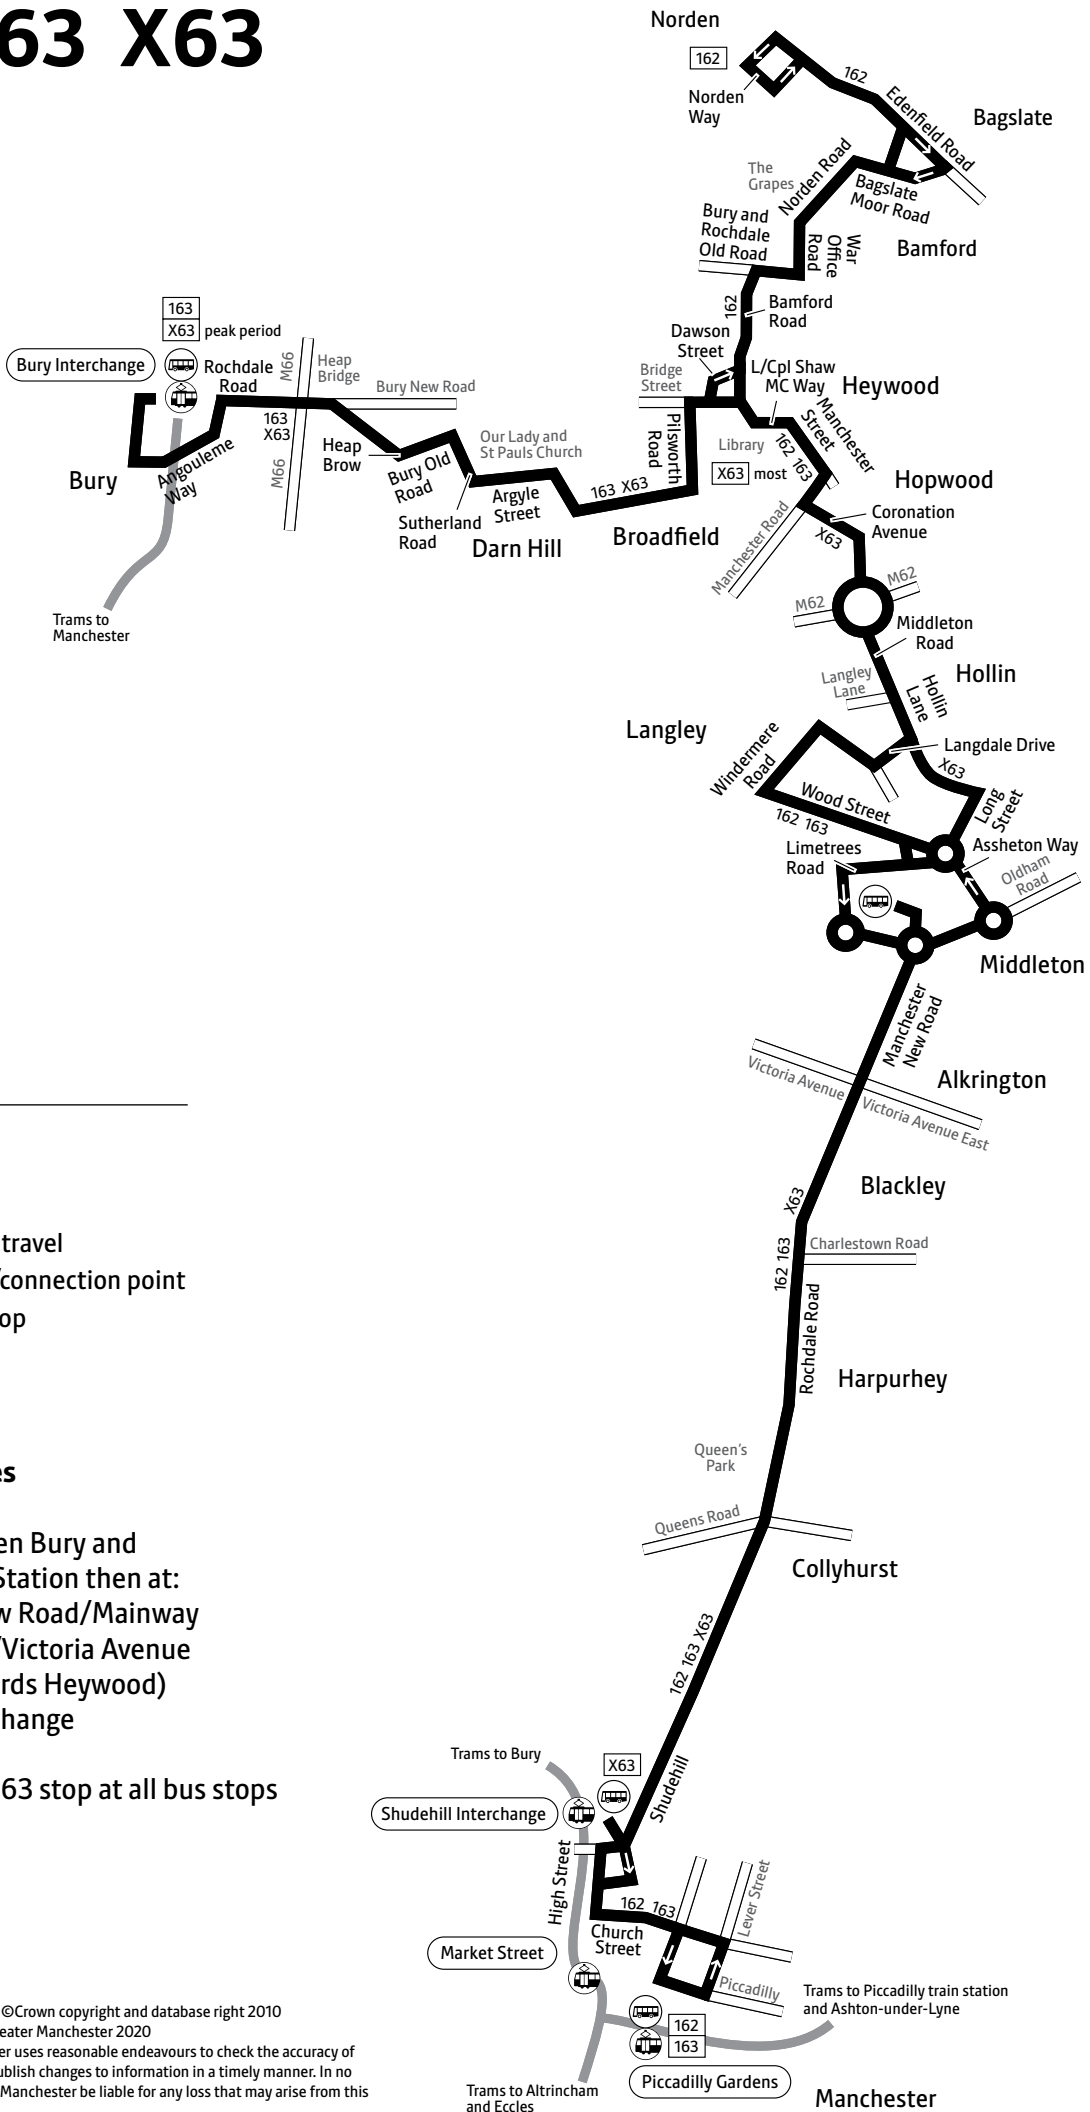 63 X63
Norden
162
Norden
Way
162
Edenfield Road
Bagslate
The
Grapes
Norden Road
Bagslate
Moor Road
Bury and
Rochdale
Old Road
War
Office
Road
Bamford
162
Bamford
Road
163
X63 peak period
Bury Interchange
Rochdale
Road
M66
Heap
Bridge
Bury New Road
Dawson
Street
Bridge
Street
L/Cpl Shaw
MC Way
Heywood
163
X63
M66
Heap
Brow
Bury
Angouleme
Way
Bury Old
Road
Our Lady and
St Pauls Church
Sutherland
Road
Argyle
Street
Darn Hill
163 X63
Broadfield
Pilsworth
Road
Library
X63 most
162 163
Manchester
Street
Hopwood
Manchester Road
Coronation
Avenue
X63
Trams to
Manchester
M62
M62
Middleton
Road
Hollin
Langley
Lane
Hollin
Lane
Langley
Windermere
Road
Langdale Drive
X63
Wood Street
162 163
Long
Street
Limetrees
Road
Assheton Way
Oldham
Road
Middleton
Manchester
New Road
Victoria Avenue
Victoria Avenue East
Alkrington
Blackley
X63
162 163
Charlestown Road
Rochdale Road
Harpurhey
travel
/connection point
op
Queen's
Park
Queens Road
Collyhurst
es
en Bury and
Station then at:
w Road/Mainway
/Victoria Avenue
rds Heywood)
hange
63 stop at all bus stops
162 163 X63
Trams to Bury
X63
Shudehill Interchange
Shudehill
High Street
162 163
Church
Street
Lever Street
Market Street
Piccadilly
Trams to Piccadilly train station
and Ashton-under-Lyne
162
163
Piccadilly Gardens
Trams to Altrincham
and Eccles
Manchester
©Crown copyright and database right 2010
eater Manchester 2020
er uses reasonable endeavours to check the accuracy of
ublish changes to information in a timely manner. In no
Manchester be liable for any loss that may arise from this